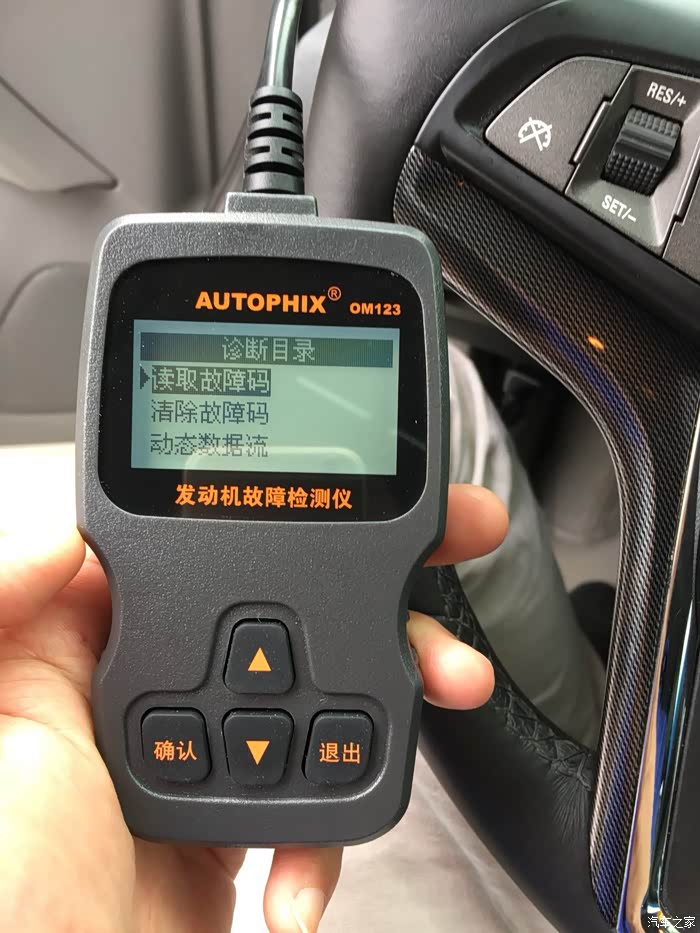 RES/+
SET/-
AUTOPHIX® OM123
诊断目录
读取故障码
清除故障码
动态数据流
发动机故障检测仪
确认
退出
汽车之家